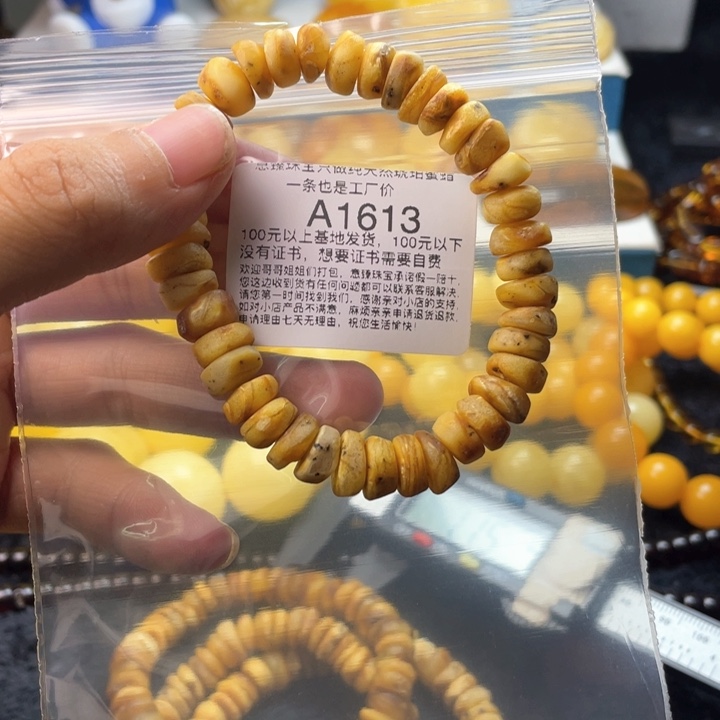 意臻珠宝只做纯天然琥珀蜜蜡
一条也是工厂价
A1613
100元以上基地发货，100元以下
没有证书，想要证书需要自费
欢迎哥哥姐姐们打包，意臻珠宝承诺假一赔十，
您这边收到货有任何问题都可以联系客服解决，
请您第一时间找到我们，感谢亲对小店的支持
如对小店产品不满意，麻烦亲亲申请退货退款，
申请理由七天无理由，祝您生活愉快！